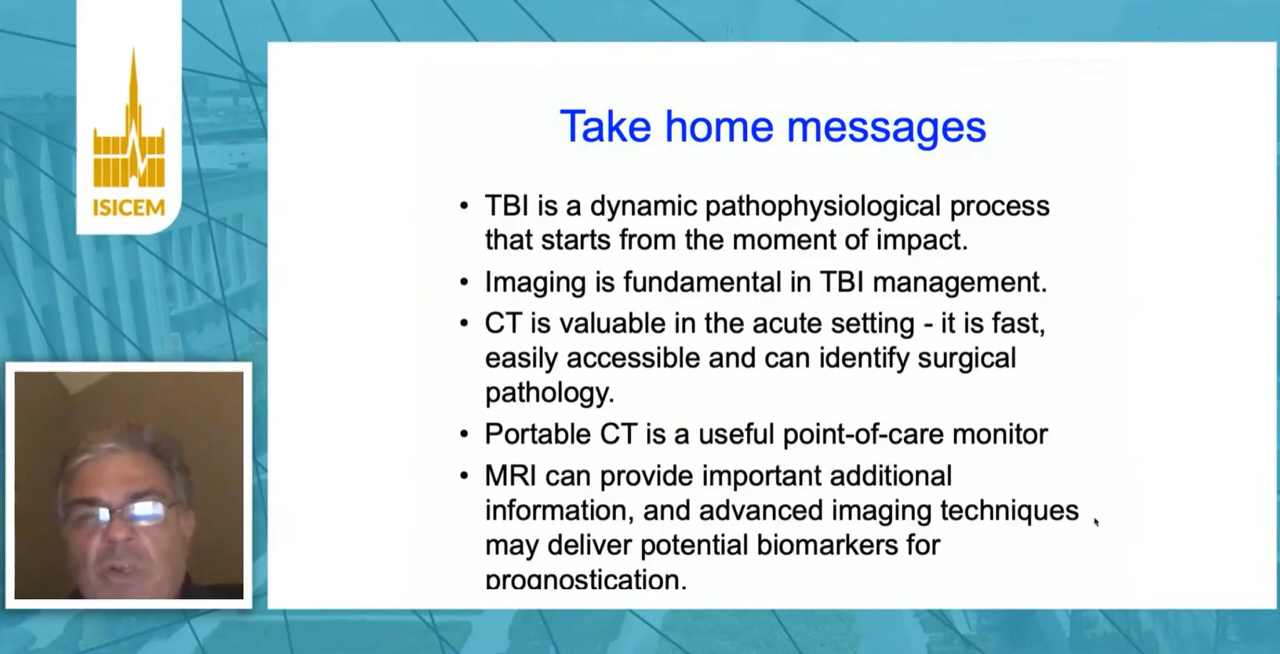 ISICEM
Take home messages
• TBI is a dynamic pathophysiological process
that starts from the moment of impact.
• Imaging is fundamental in TBI management.
• CT is valuable in the acute setting - it is fast,
easily accessible and can identify surgical
pathology.
• Portable CT is a useful point-of-care monitor
• MRI can provide important additional
information, and advanced imaging techniques
may deliver potential biomarkers for
prognostication.